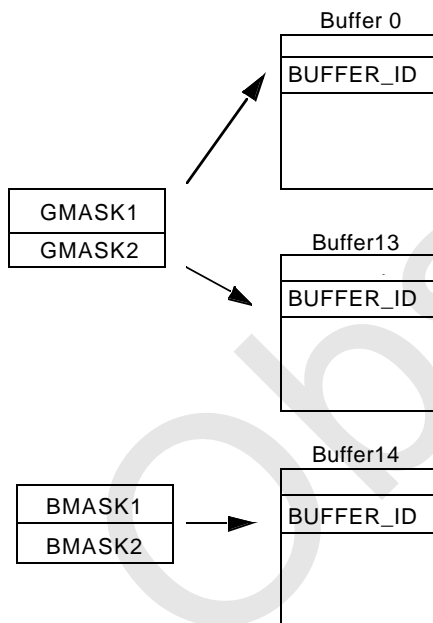 Buffer 0
BUFFER_ID
GMASK1
GMASK2
Buffer13
BUFFER_ID
Buffer14
BMASK1
BUFFER_ID
BMASK2